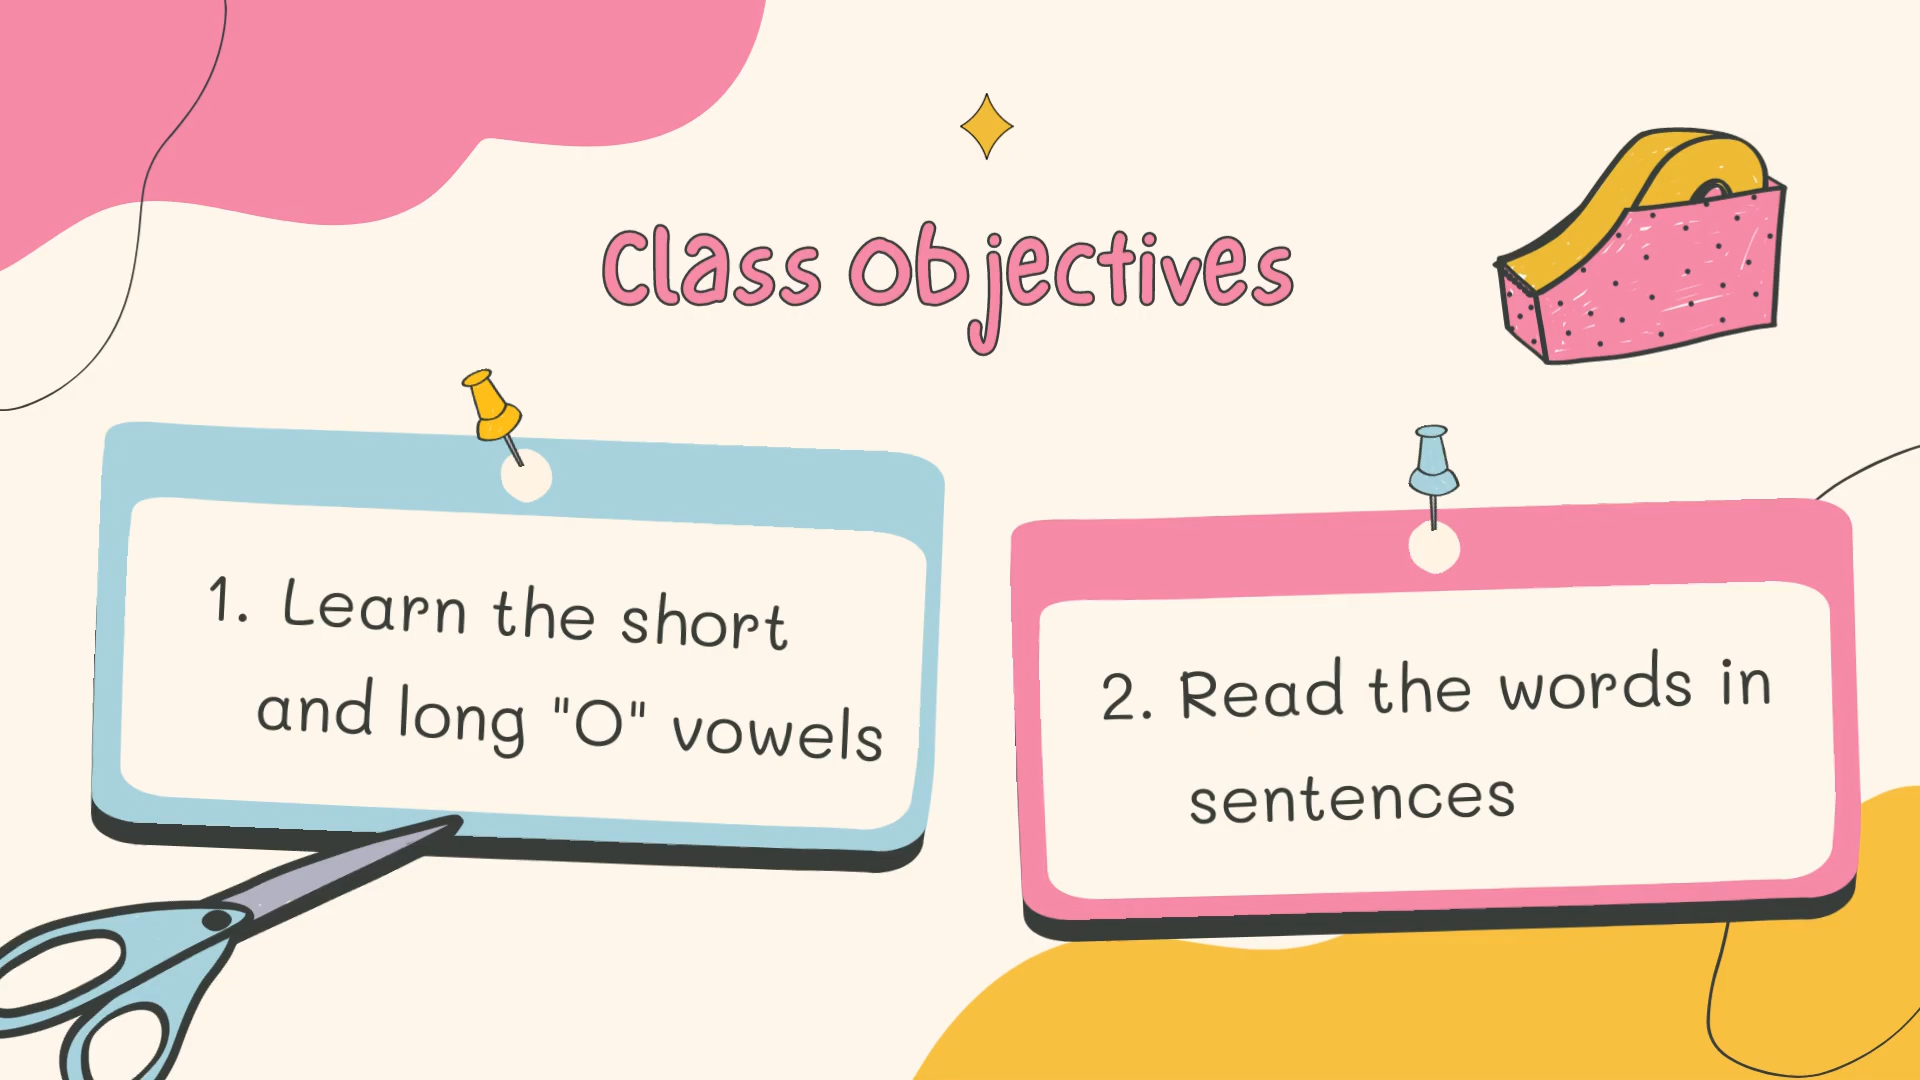 Class Objectives
1. Learn the short
and long "O" vowels
2. Read the words in
sentences